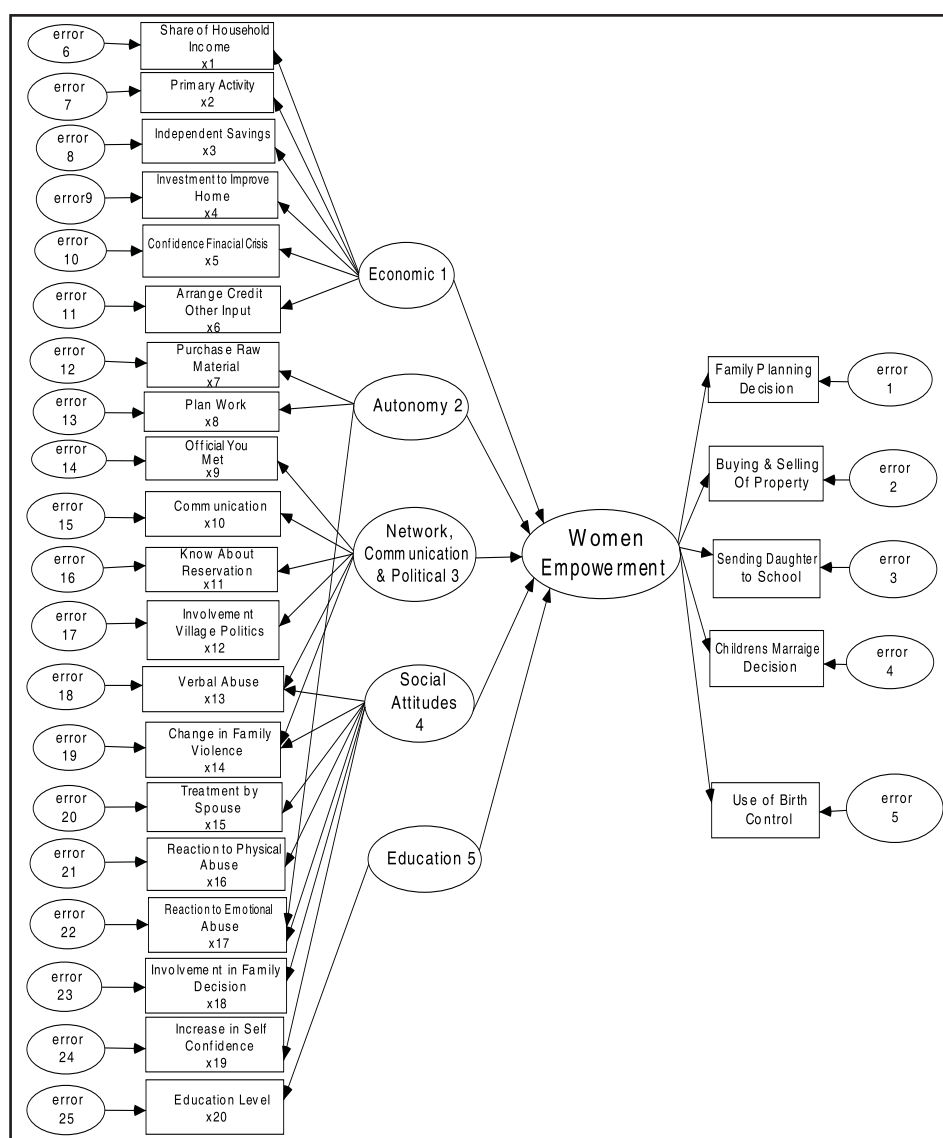 error
6
Share of Household
Income
x1
error
7
Primary Activity
x2
error
8
Independent Savings
x3
error9
Investment to Improve
Home
x4
error
10
Confidence Finacial Crisis
x5
error
11
Arrange Credit
Other Input
x6
error
12
Purchase Raw
Material
x7
error
13
Plan Work
x8
error
14
Official You
Met
x9
error
15
Communication
x10
error
16
Know About
Reservation
x11
error
17
Involvement
Village Politics
x12
error
18
Verbal Abuse
x13
error
19
Change in Family
Violence
x14
error
20
Treatment by
Spouse
x15
error
21
Reaction to Physical
Abuse
x16
error
22
Reaction to Emotional
Abuse
x17
error
23
Involvement in Family
Decision
x18
error
24
Increase in Self
Confidence
x19
error
25
Education Level
x20
Economic 1
Autonomy 2
Network,
Communication
& Political 3
Social
Attitudes
4
Education 5
Women
Empowerment
Family Planning
Decision
error
1
Buying & Selling
Of Property
error
2
Sending Daughter
to School
error
3
Childrens Marraige
Decision
error
4
Use of Birth
Control
error
5